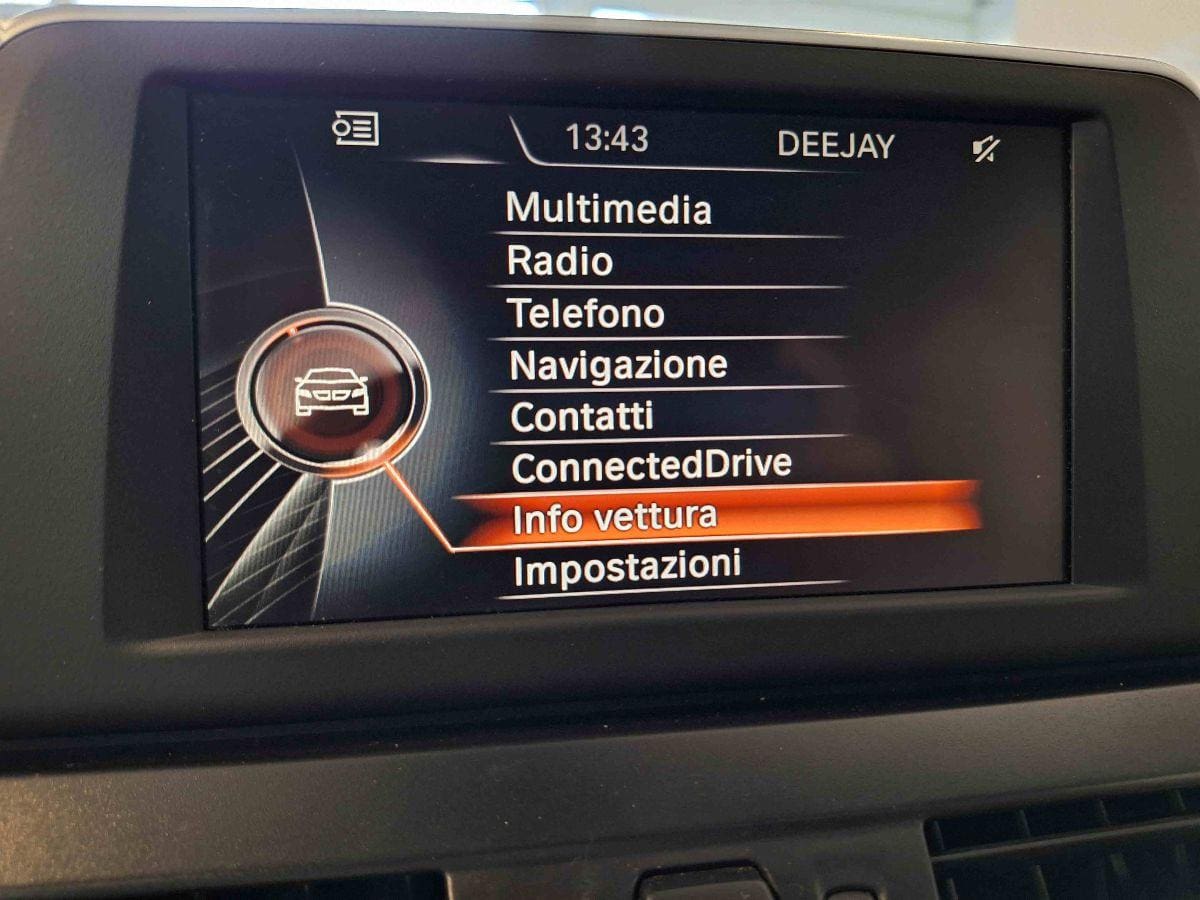 13:43 DEEJAY
Multimedia
Radio
Telefono
Navigazione
Contatti
ConnectedDrive
Info vettura
Impostazioni